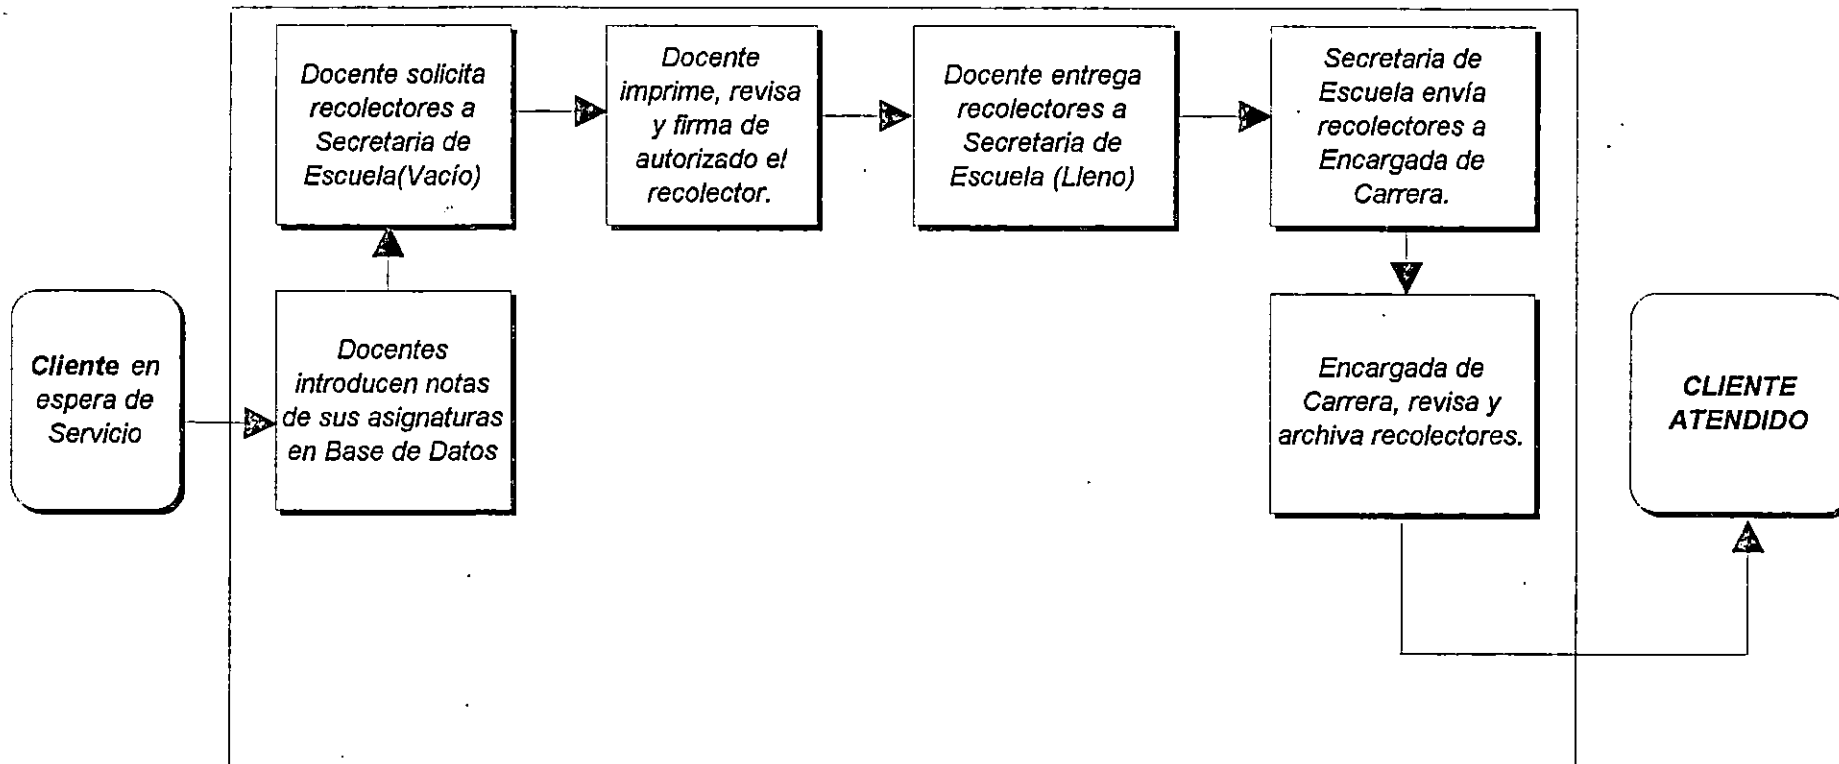 Cliente en
espera de
Servicio
Docentes
introducen notas
de sus asignaturas
en Base de Datos
Docente solicita
recolectores a
Secretaria de
Escuela(Vacío)
Docente
imprime, revisa
y firma de
autorizado el
recolector.
Docente entrega
recolectores a
Secretaria de
Escuela (Lleno)
Secretaria de
Escuela envía
recolectores a
Encargada de
Carrera.
Encargada de
Carrera, revisa y
archiva recolectores.
CLIENTE
ATENDIDO